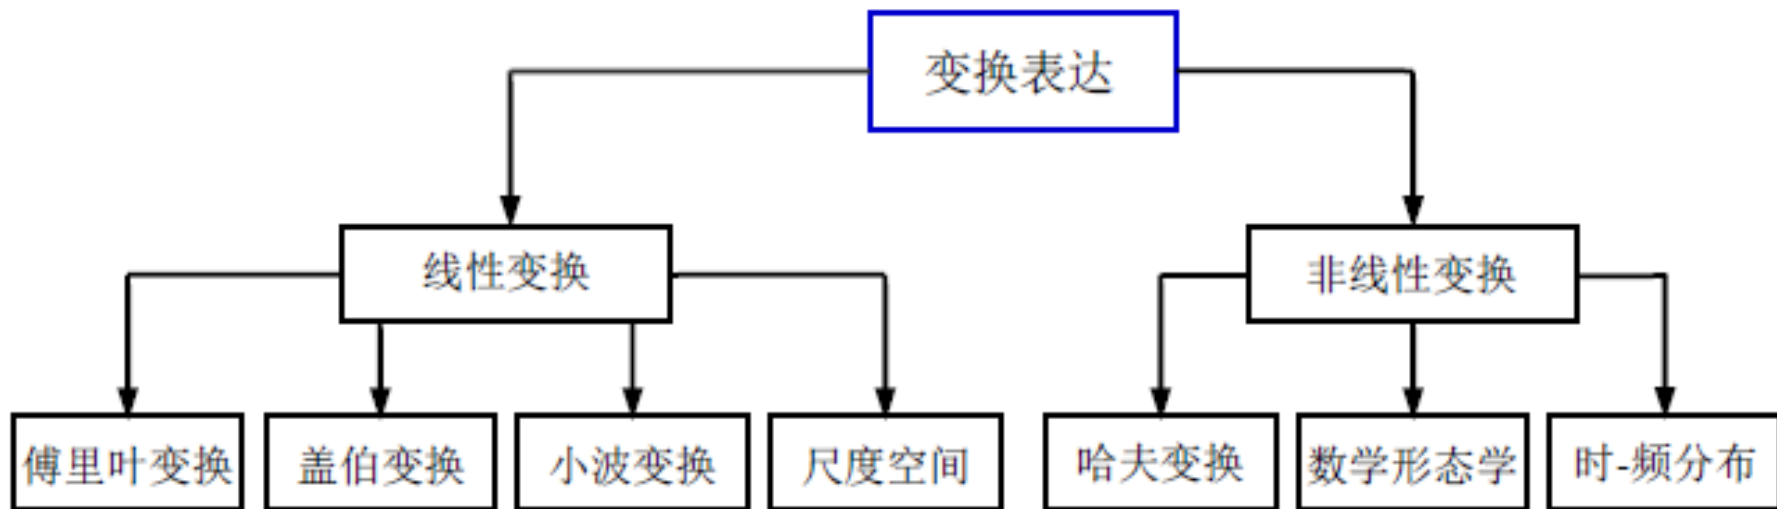 变换表达
线性变换
非线性变换
傅里叶变换
盖伯变换
小波变换
尺度空间
哈夫变换
数学形态学
时-频分布